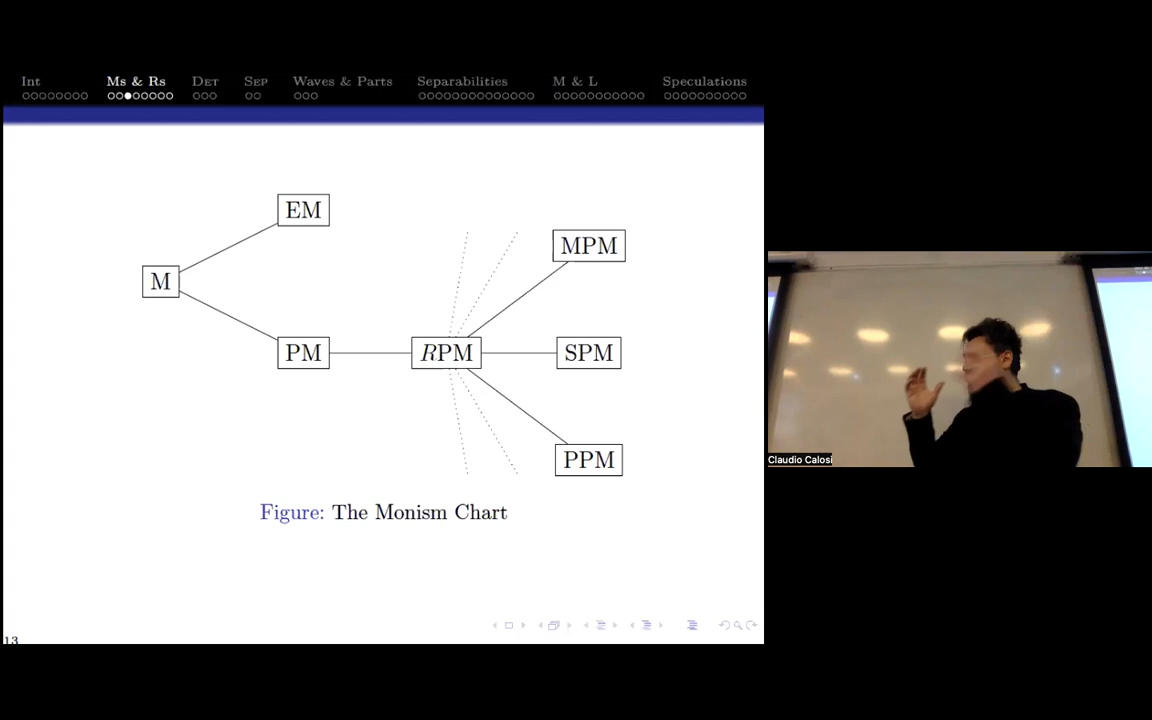 Int Ms & Rs Det Sep Waves & Parts Separabilities M & L Speculations
EM
MPM
M
PM RPM SPM
PPM
Figure: The Monism Chart
13
Claudio Calosi